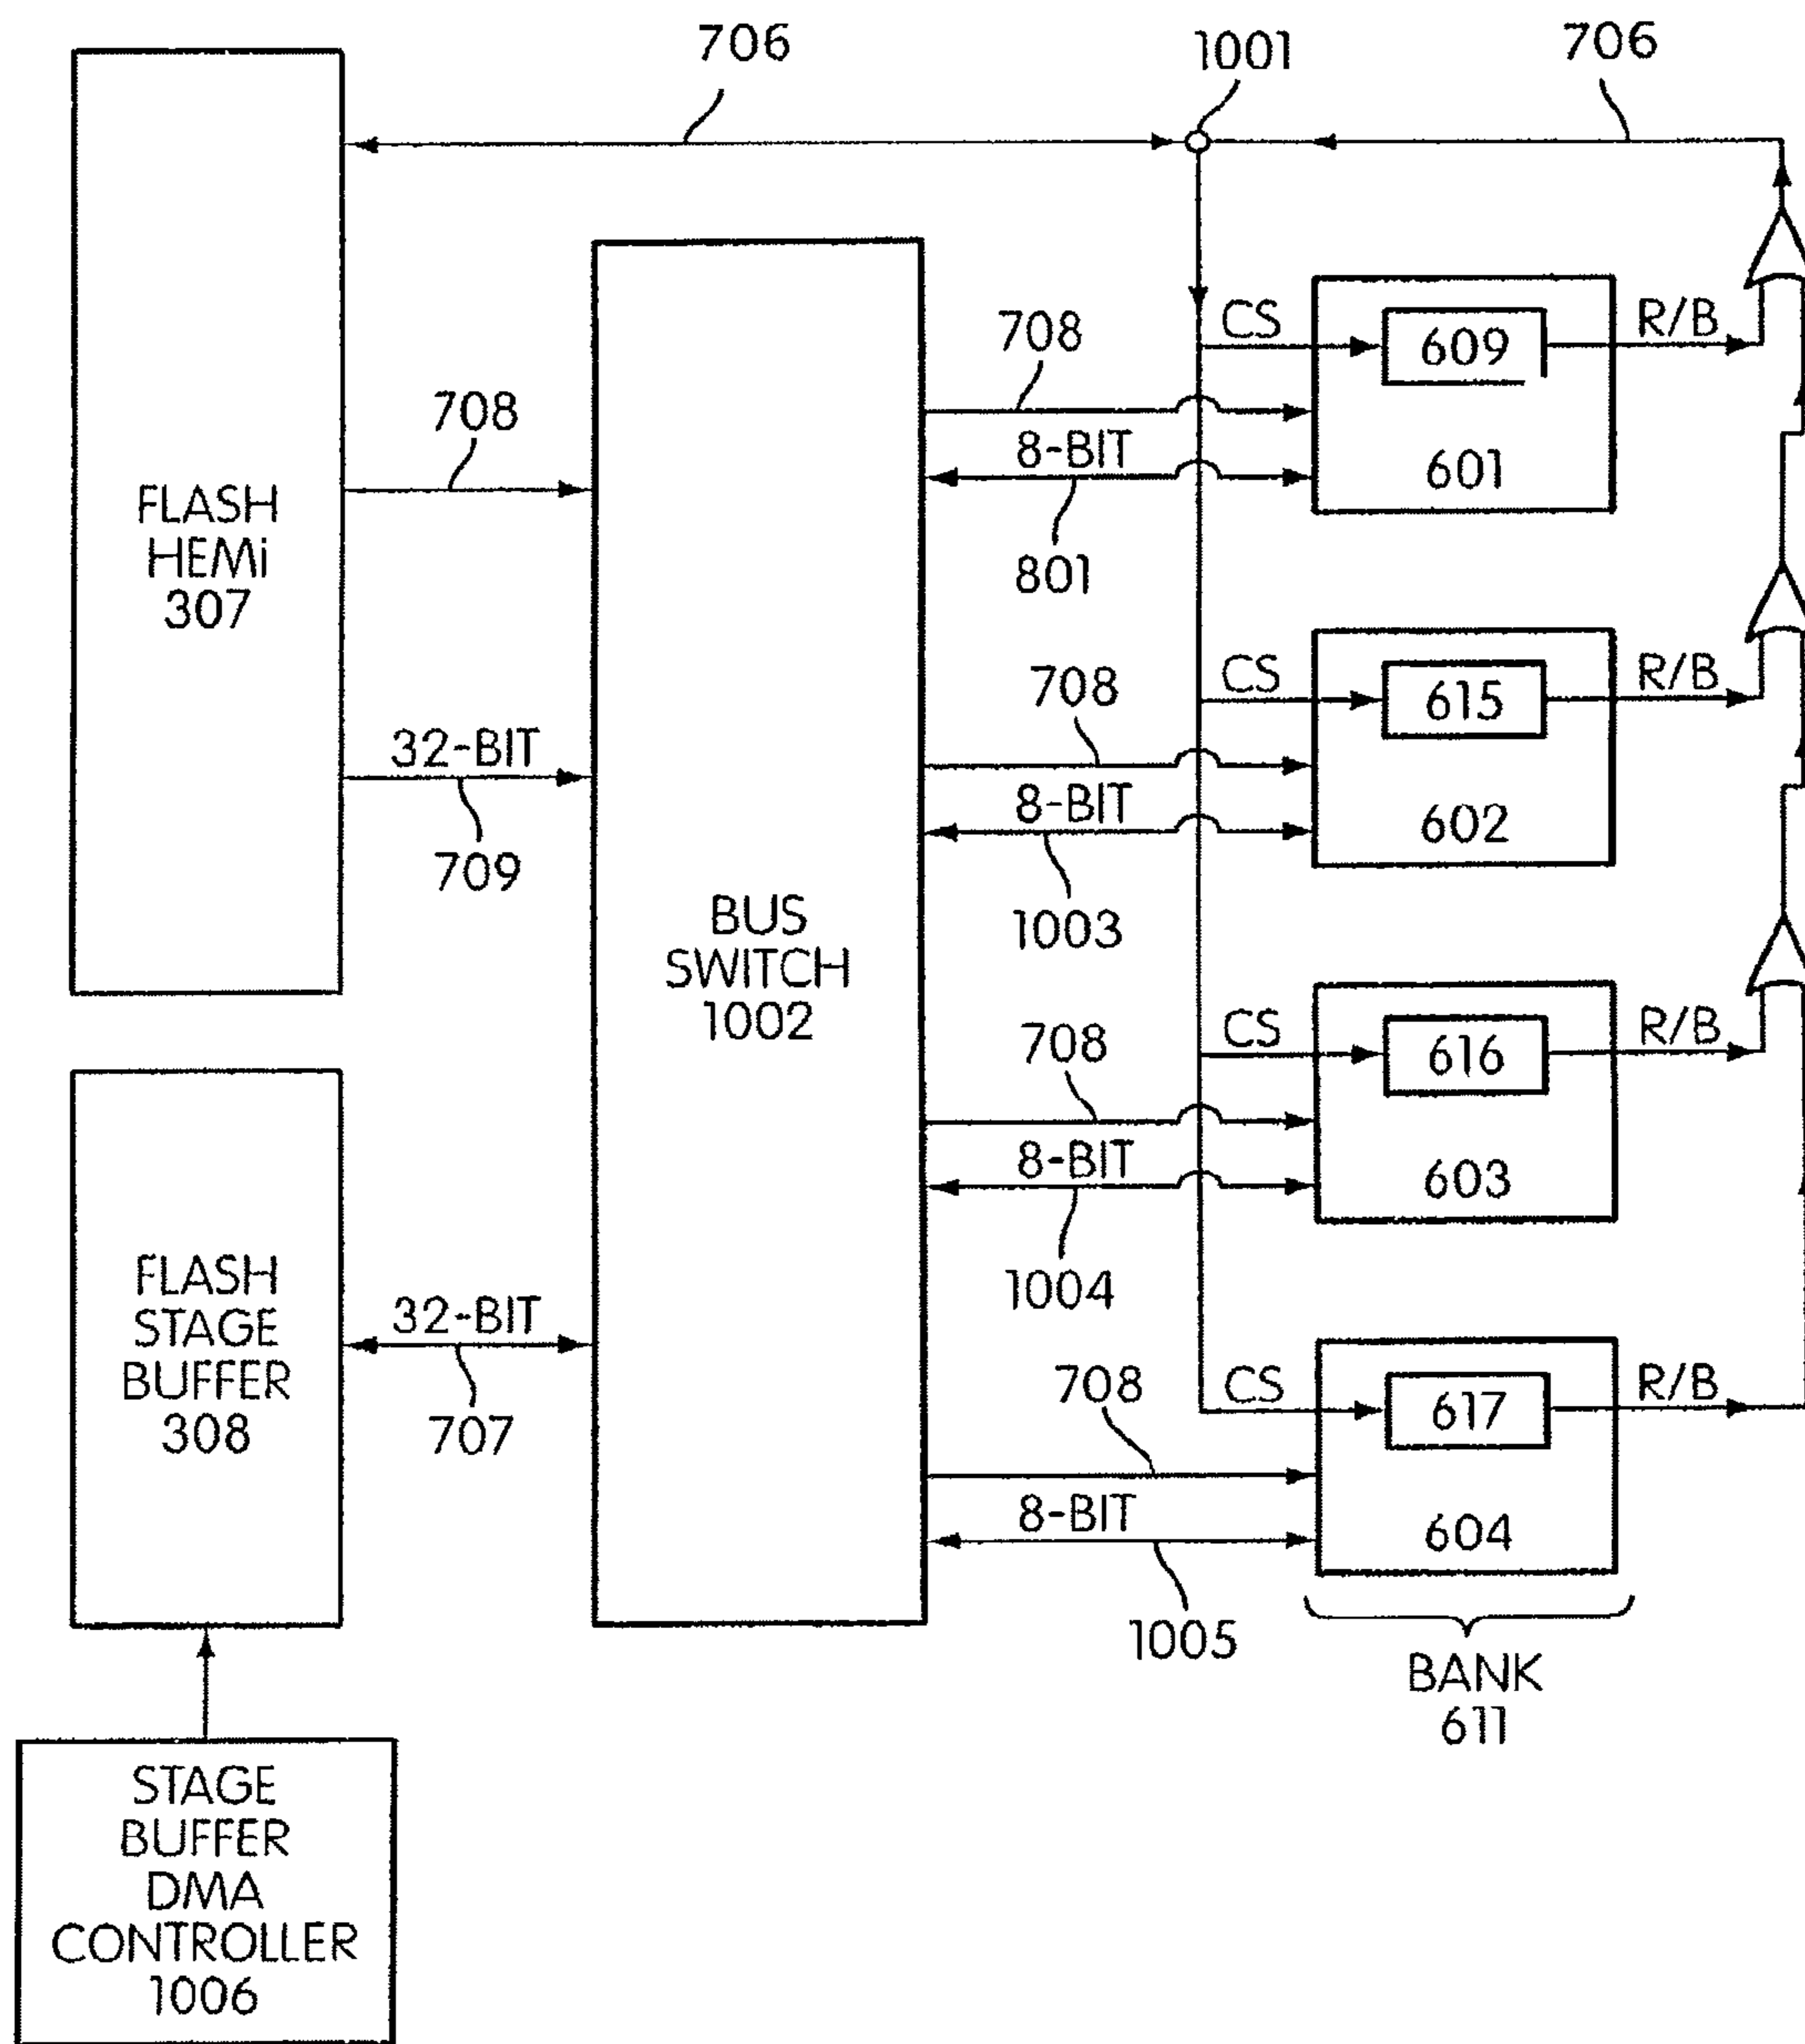 706
1001
706
FLASH
HEMi
307
708
32-BIT
709
BUS
SWITCH
1002
708
8-BIT
801
CS
609
601
R/B
708
8-BIT
1003
CS
615
602
R/B
708
8-BIT
1004
CS
616
603
R/B
708
8-BIT
1005
CS
617
604
R/B
BANK
611
FLASH
STAGE
BUFFER
308
32-BIT
707
STAGE
BUFFER
DMA
CONTROLLER
1006